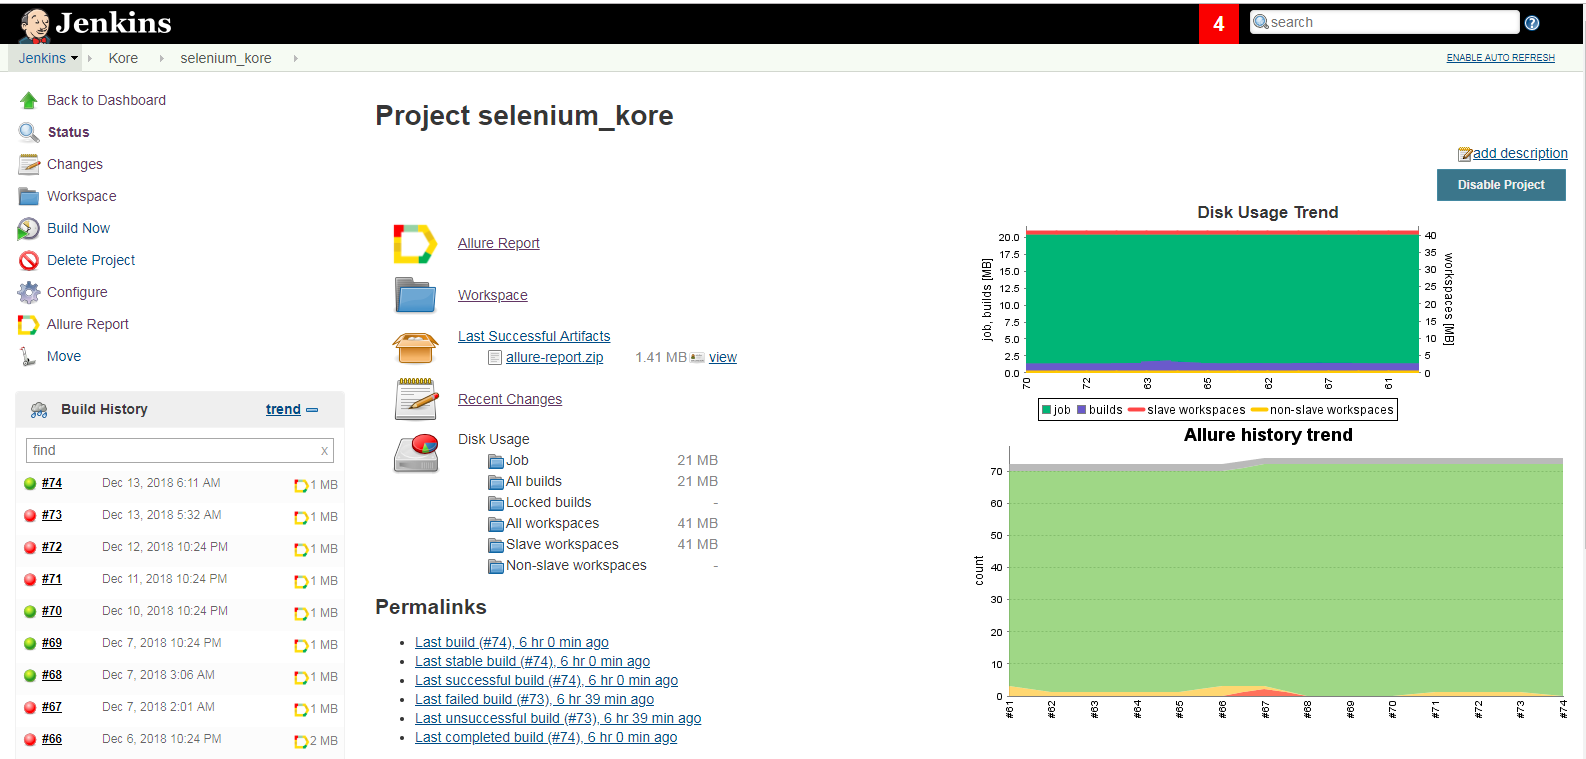 Jenkins
4
search
Jenkins
Kore
selenium_kore
ENABLE AUTO REFRESH
Back to Dashboard
Status
Changes
Workspace
Build Now
Delete Project
Configure
Allure Report
Move
Build History
trend
find
x
#74 Dec 13, 2018 6:11 AM 1 MB
#73 Dec 13, 2018 5:32 AM 1 MB
#72 Dec 12, 2018 10:24 PM 1 MB
#71 Dec 11, 2018 10:24 PM 1 MB
#70 Dec 10, 2018 10:24 PM 1 MB
#69 Dec 7, 2018 10:24 PM 1 MB
#68 Dec 7, 2018 3:06 AM 1 MB
#67 Dec 7, 2018 2:01 AM 1 MB
#66 Dec 6, 2018 10:24 PM 2 MB
Project selenium_kore
add description
Disable Project
Allure Report
Workspace
Last Successful Artifacts
allure-report.zip 1.41 MB view
Recent Changes
Disk Usage
Job 21 MB
All builds 21 MB
Locked builds -
All workspaces 41 MB
Slave workspaces 41 MB
Non-slave workspaces -
Permalinks
Last build (#74), 6 hr 0 min ago
Last stable build (#74), 6 hr 0 min ago
Last successful build (#74), 6 hr 0 min ago
Last failed build (#73), 6 hr 39 min ago
Last unsuccessful build (#73), 6 hr 39 min ago
Last completed build (#74), 6 hr 0 min ago
Disk Usage Trend
job, builds [MB]
20.0
17.5
15.0
12.5
10.0
7.5
5.0
2.5
0.0
40
35
30
25
20
15
10
5
0
workspaces [MB]
70 72 63 65 62 67 61
job builds slave workspaces non-slave workspaces
Allure history trend
count
70
60
50
40
30
20
10
0
#61 #62 #63 #64 #65 #66 #67 #68 #69 #70 #71 #72 #73 #74